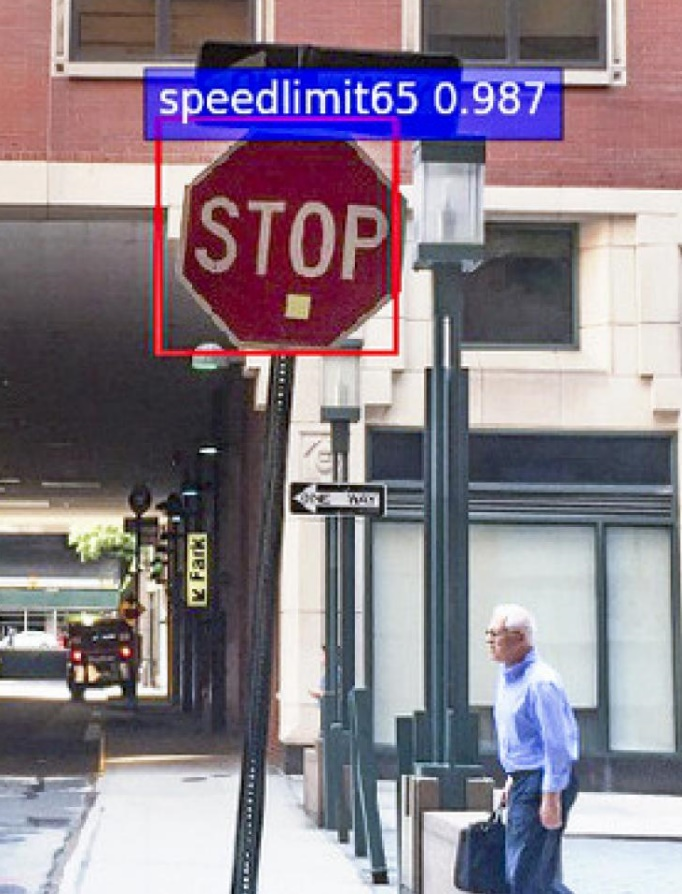 speedlimit65 0.987
STOP
ONE WAY
Park